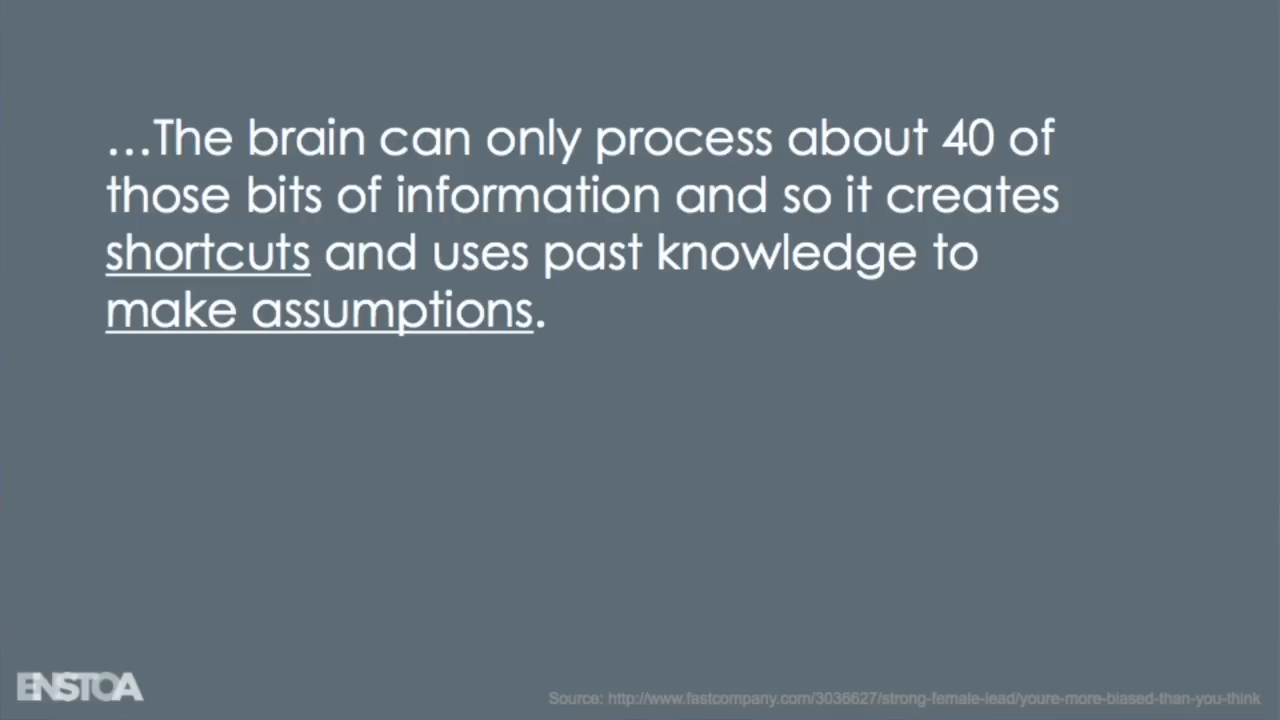 …The brain can only process about 40 of
those bits of information and so it creates
shortcuts and uses past knowledge to
make assumptions.
ENSTOA
Source: http://www.fastcompany.com/3036627/strong-female-lead/youre-more-biased-than-you-think